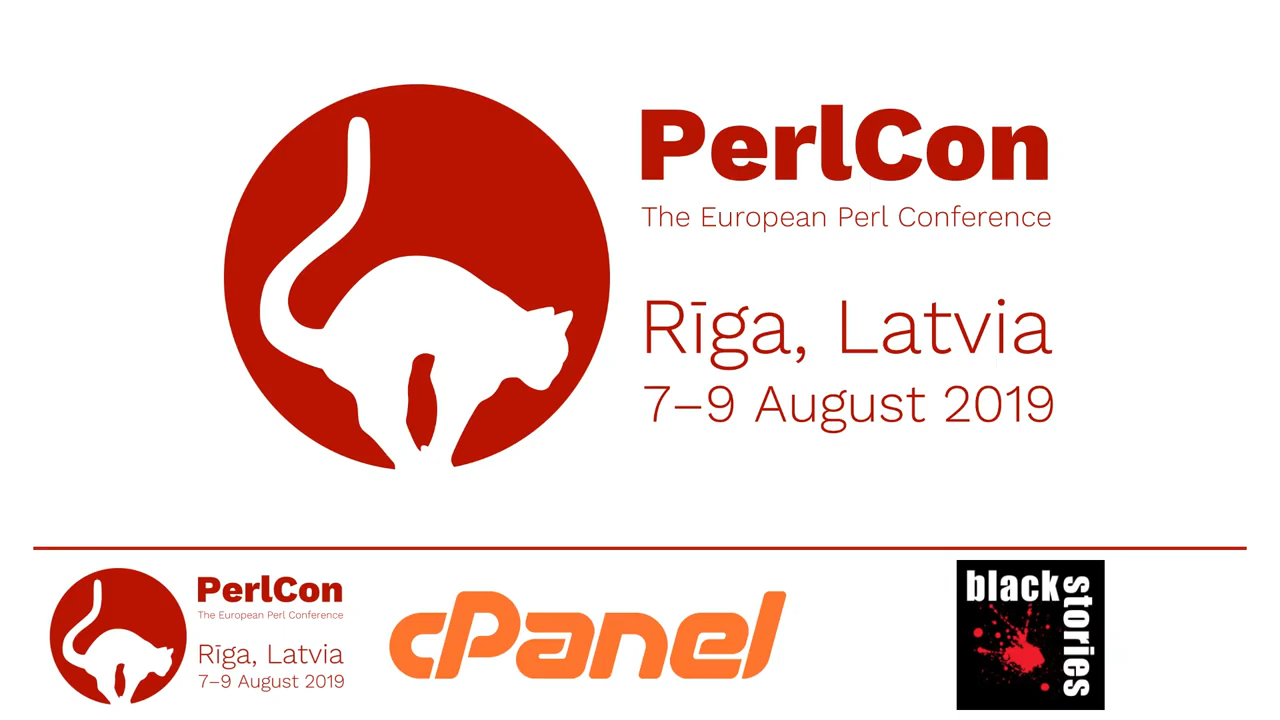 PerlCon
The European Perl Conference
Rīga, Latvia
7–9 August 2019
PerlCon
The European Perl Conference
Rīga, Latvia
7–9 August 2019
cPanel
black
stories